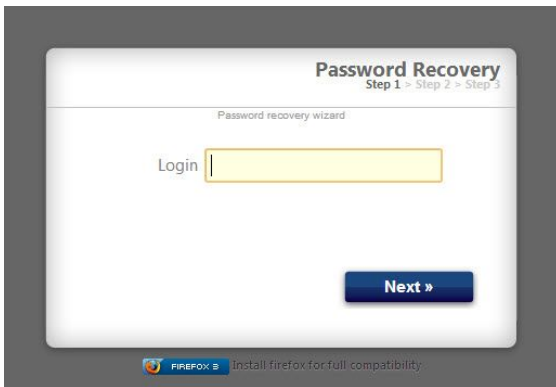 Password Recovery
Step 1 > Step 2 > Step 3
Password recovery wizard
Login
Next »
FIREFOX 3 Install firefox for full compatibility